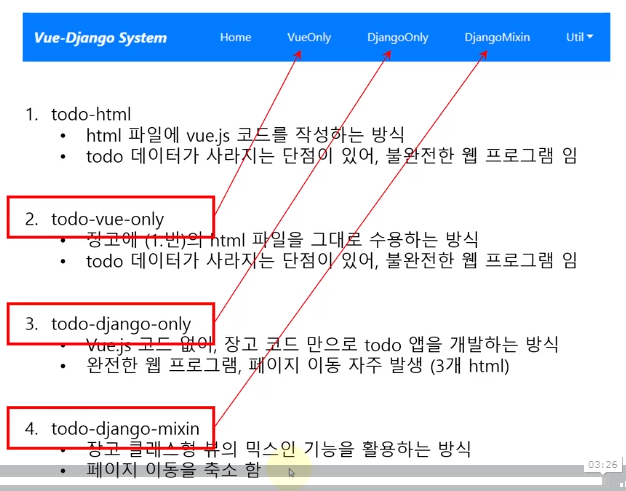 Vue-Django System Home VueOnly DjangoOnly DjangoMixin Util
1. todo-html
• html 파일에 vue.js 코드를 작성하는 방식
• todo 데이터가 사라지는 단점이 있어, 불완전한 웹 프로그램 임
2. todo-vue-only
• 장고에 (1.번)의 html 파일을 그대로 수용하는 방식
• todo 데이터가 사라지는 단점이 있어, 불완전한 웹 프로그램 임
3. todo-django-only
• Vue.js 코드 없이, 장고 코드 만으로 todo 앱을 개발하는 방식
• 완전한 웹 프로그램, 페이지 이동 자주 발생 (3개 html)
4. todo-django-mixin
• 장고 클래스형 뷰의 믹스인 기능을 활용하는 방식
• 페이지 이동을 축소 함
03:26